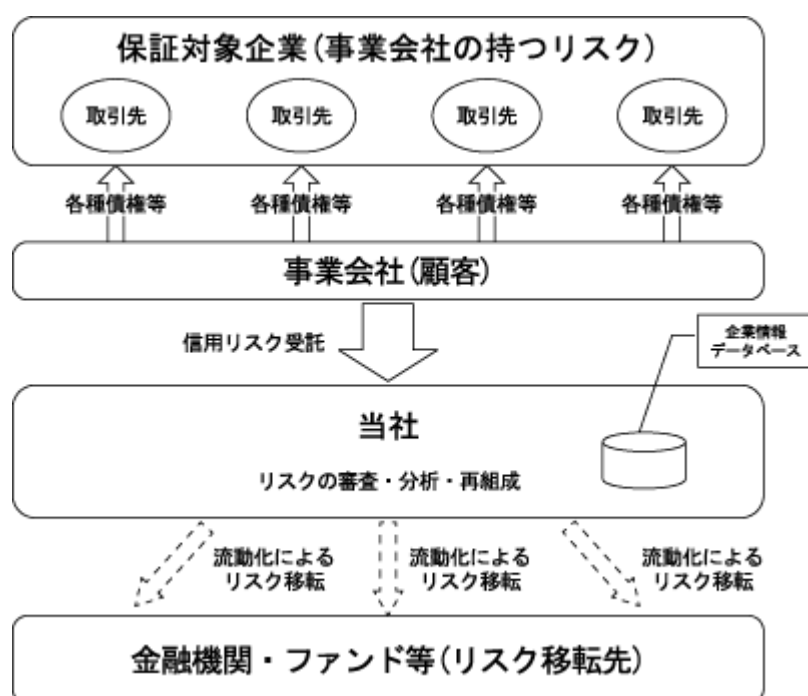 保証対象企業(事業会社の持つリスク)
取引先
取引先
取引先
取引先
各種債権等
各種債権等
各種債権等
各種債権等
事業会社(顧客)
信用リスク受託
企業情報
データベース
当社
リスクの審査・分析・再組成
流動化による
リスク移転
流動化による
リスク移転
流動化による
リスク移転
金融機関・ファンド等(リスク移転先)